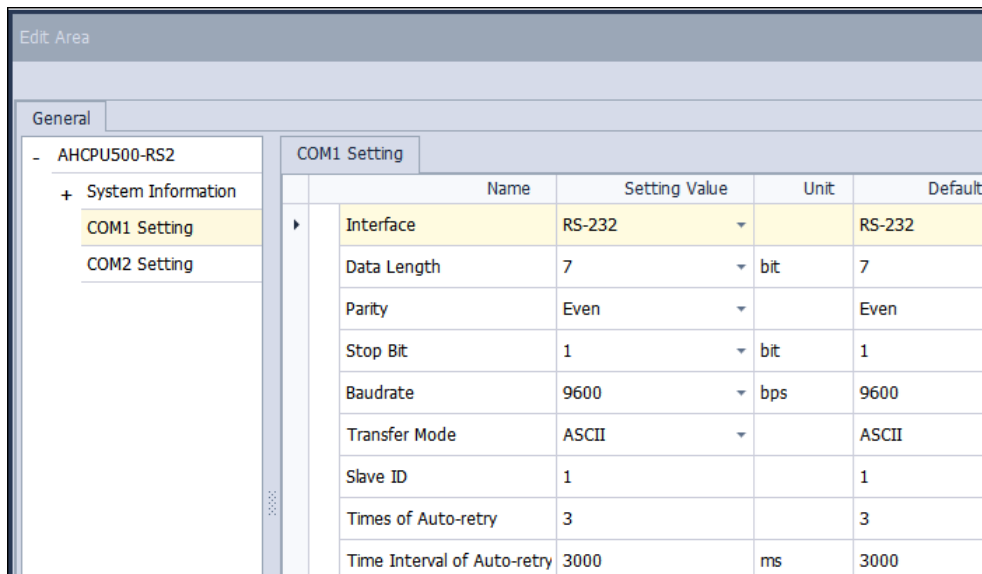 Edit Area
General
- AHCPU500-RS2
+ System Information
COM1 Setting
COM2 Setting
COM1 Setting
Name Setting Value Unit Default
Interface RS-232 RS-232
Data Length 7 bit 7
Parity Even Even
Stop Bit 1 bit 1
Baudrate 9600 bps 9600
Transfer Mode ASCII ASCII
Slave ID 1 1
Times of Auto-retry 3 3
Time Interval of Auto-retry 3000 ms 3000